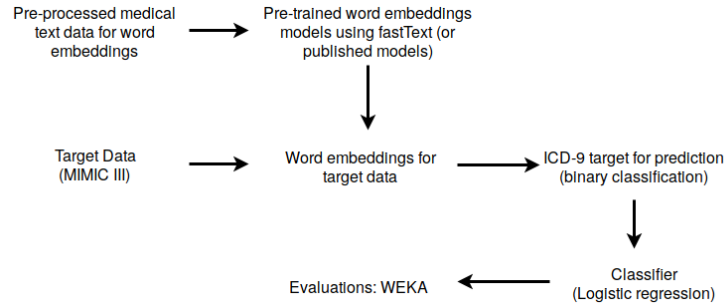 Pre-processed medical
text data for word
embeddings
Pre-trained word embeddings
models using fastText (or
published models)
Target Data
(MIMIC III)
Word embeddings for
target data
ICD-9 target for prediction
(binary classification)
Classifier
(Logistic regression)
Evaluations: WEKA